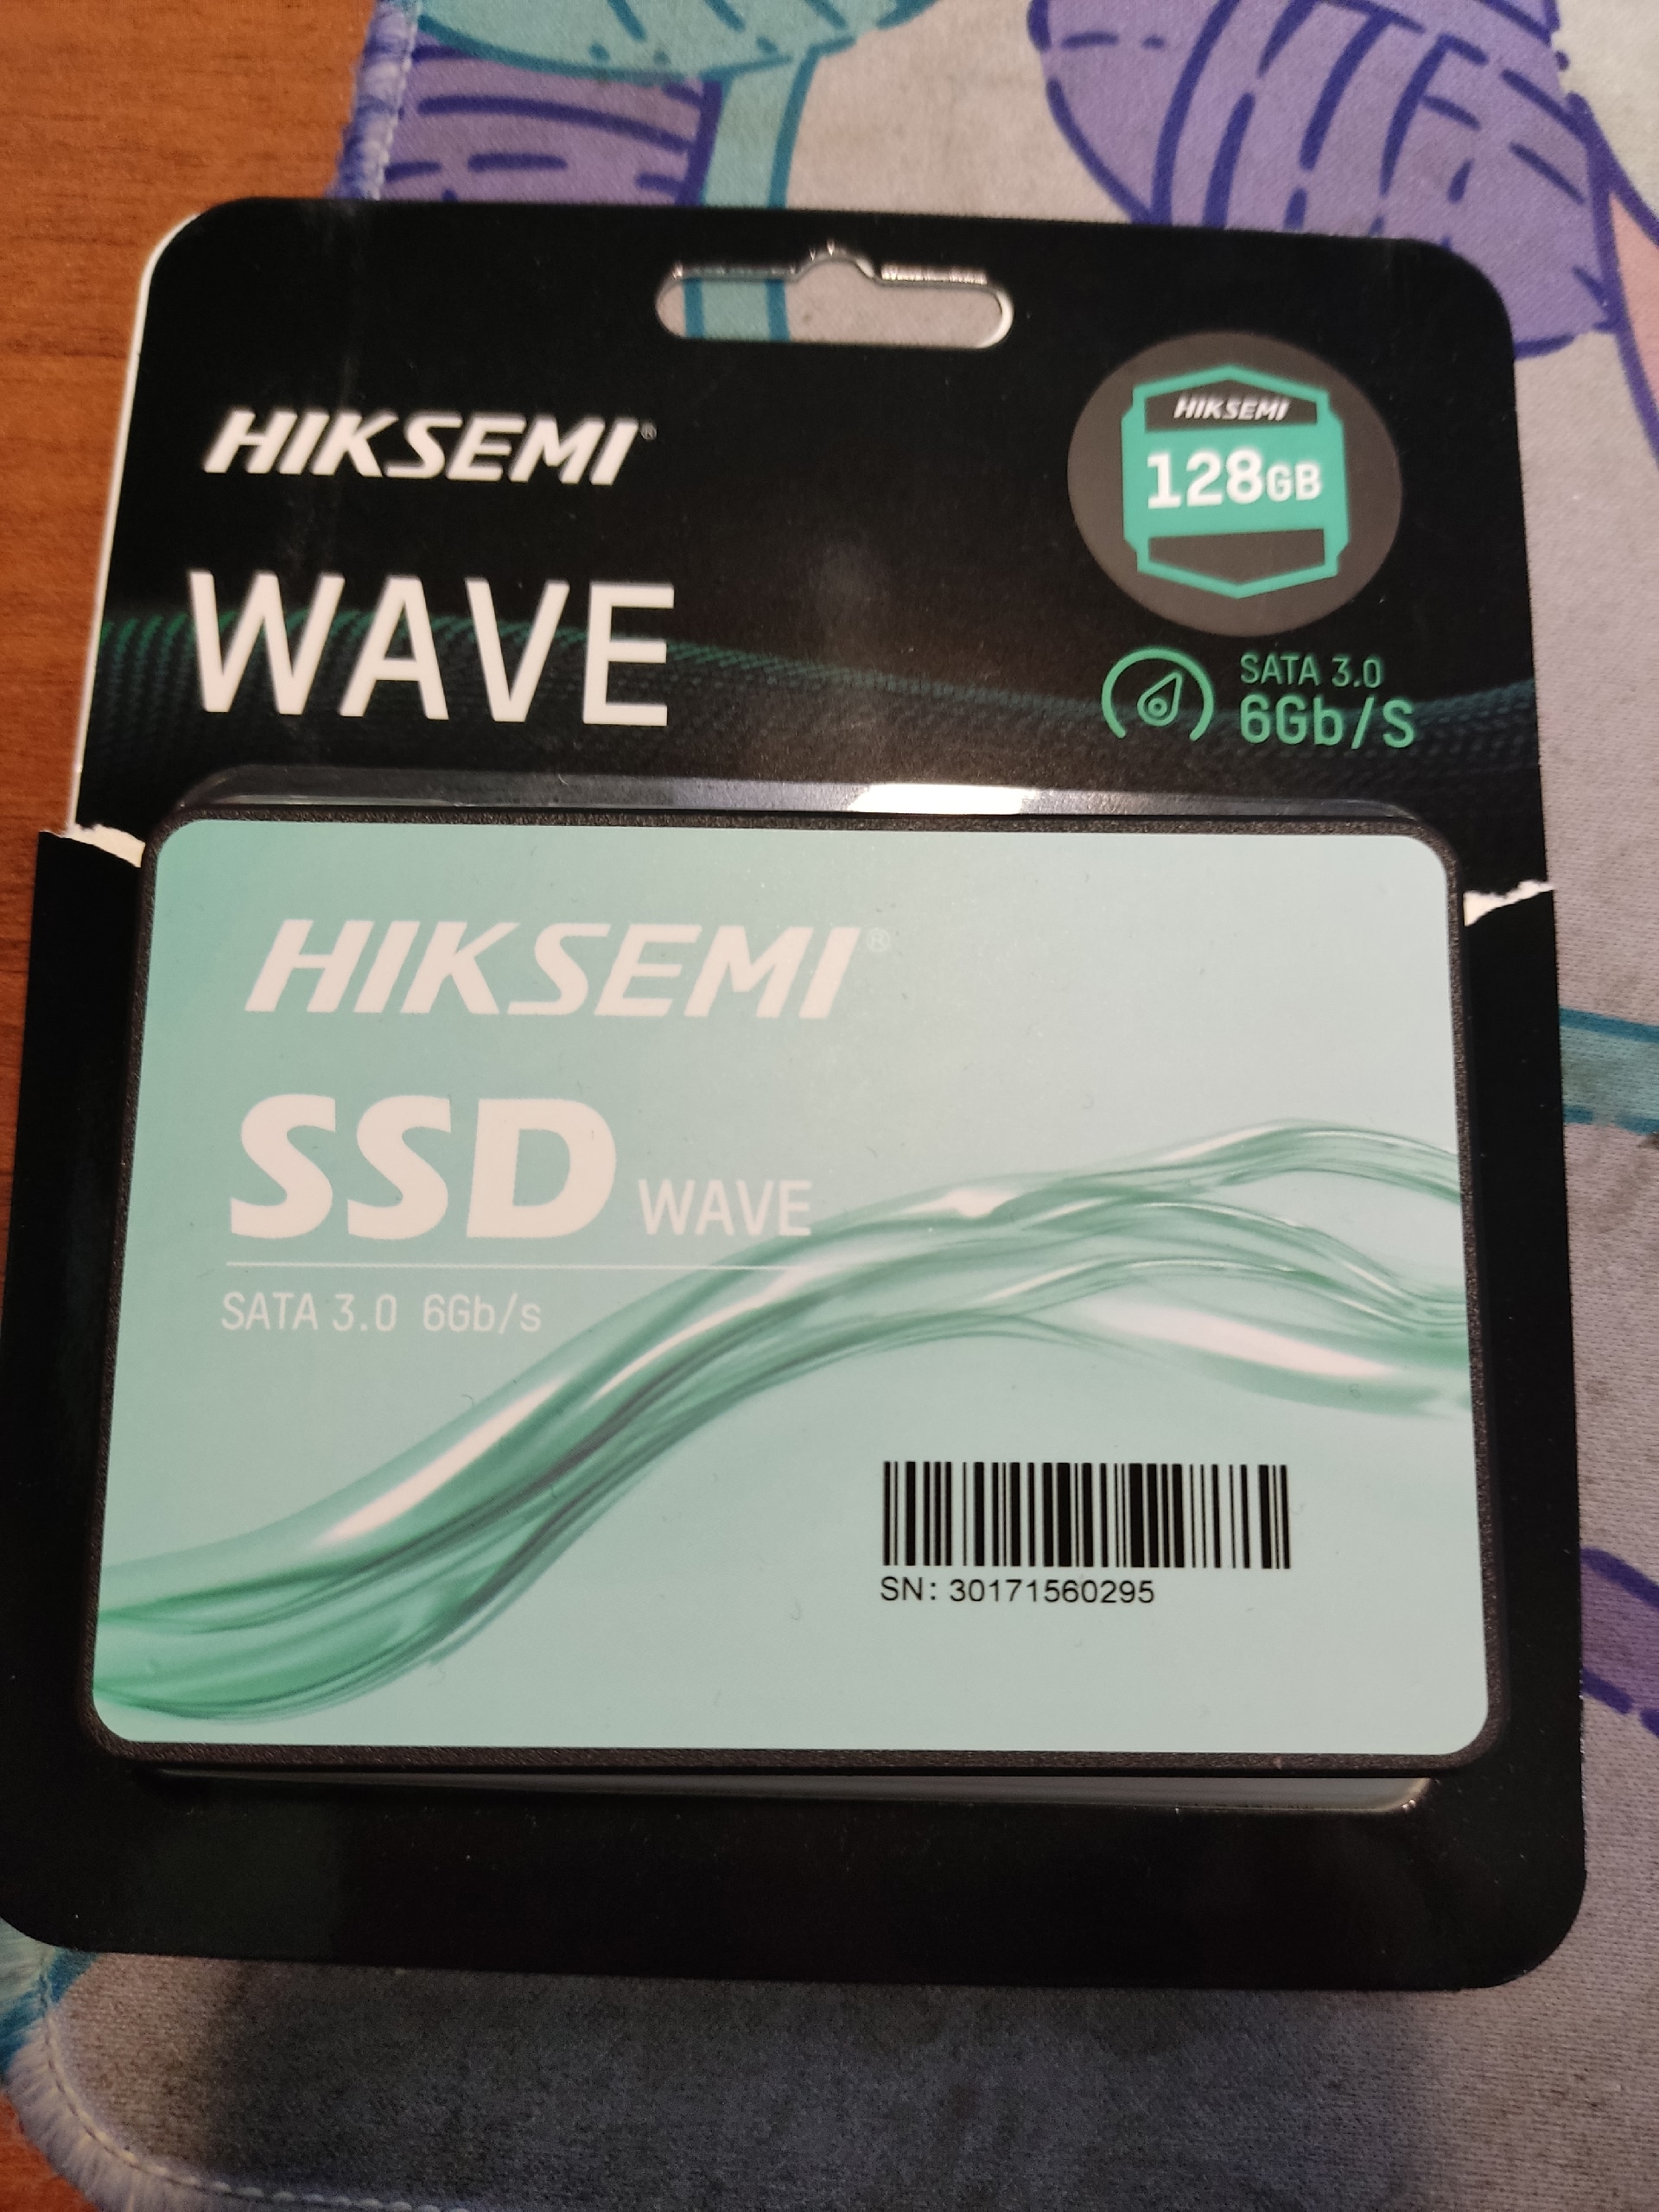 HIKSEMI®
HIKSEMI
128GB
WAVE
SATA 3.0
6Gb/S
HIKSEMI®
SSD WAVE
SATA 3.0 6Gb/s
SN: 30171560295